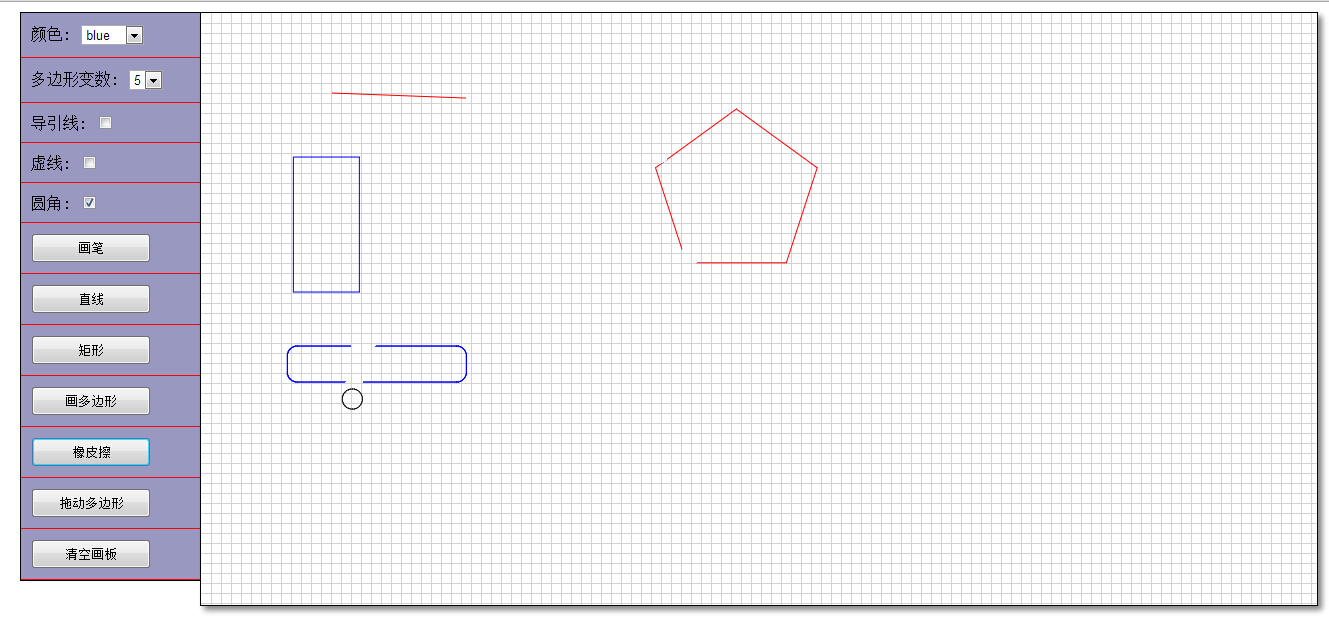 颜色： blue
多边形变数： 5
导引线：
虚线：
圆角：
画笔
直线
矩形
画多边形
橡皮擦
拖动多边形
清空画板